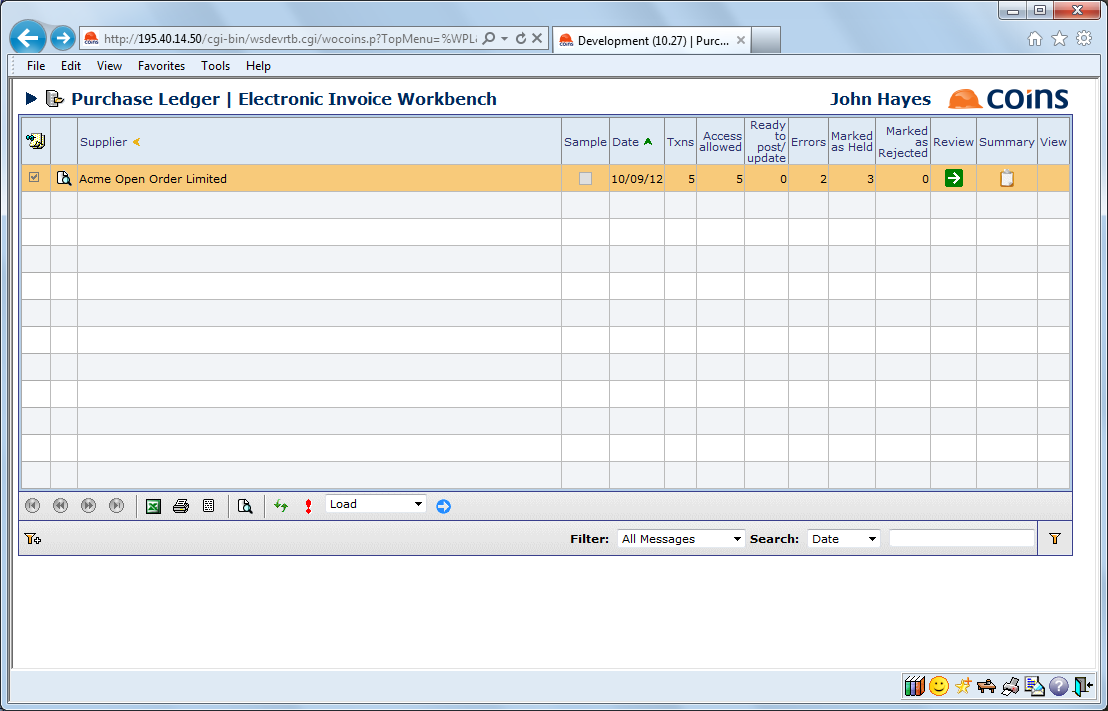 http://195.40.14.50/cgi-bin/wsdevrtb.cgi/wocoins.p?TopMenu=%WPL
Development (10.27) | Purc...
File Edit View Favorites Tools Help
Purchase Ledger | Electronic Invoice Workbench
John Hayes
coins
Supplier
Sample
Date
Txns
Access
allowed
Ready
to
post/
update
Errors
Marked
as Held
Marked
as
Rejected
Review
Summary
View
Acme Open Order Limited 10/09/12 5 5 0 2 3 0
Load
Filter: All Messages Search: Date